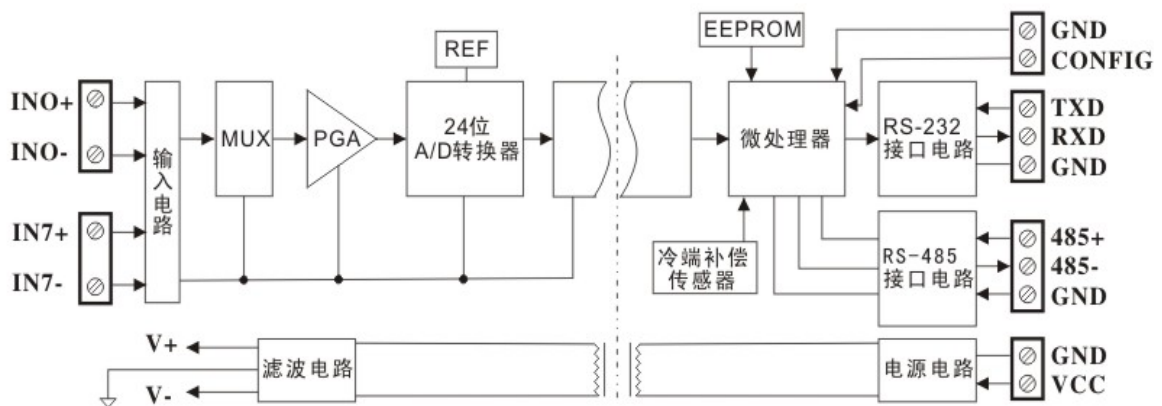 EEPROM
GND
CONFIG
REF
INO+
INO-
IN7+
IN7-
输入电路
MUX
PGA
24位
A/D转换器
微处理器
RS-232
接口电路
TXD
RXD
GND
冷端补偿
传感器
RS-485
接口电路
485+
485-
GND
V+
V-
滤波电路
电源电路
GND
VCC